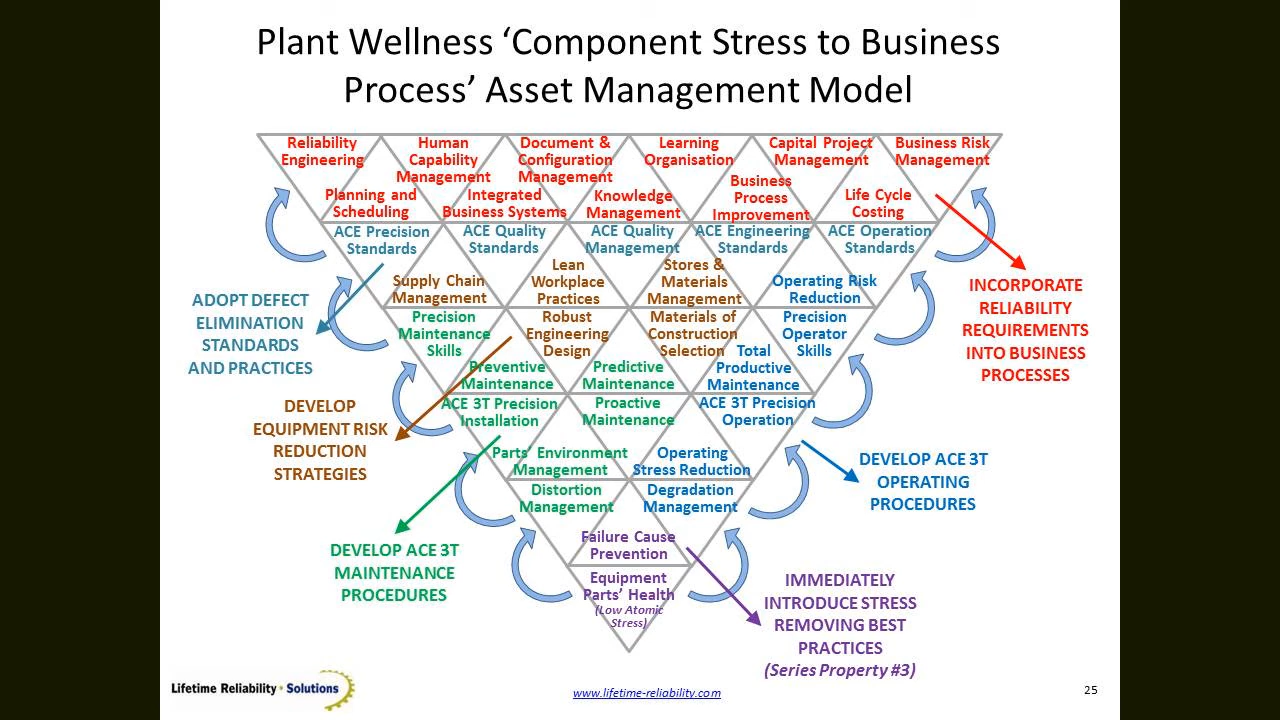 Plant Wellness ‘Component Stress to Business
Process’ Asset Management Model
Reliability
Engineering
Human
Capability
Management
Document &
Configuration
Management
Learning
Organisation
Capital Project
Management
Business Risk
Management
Planning and
Scheduling
Integrated
Business Systems
Knowledge
Management
Business
Process
Improvement
Life Cycle
Costing
ACE Precision
Standards
ACE Quality
Standards
ACE Quality
Management
ACE Engineering
Standards
ACE Operation
Standards
Supply Chain
Management
Lean
Workplace
Practices
Stores &
Materials
Management
Operating Risk
Reduction
Precision
Maintenance
Skills
Robust
Engineering
Design
Materials of
Construction
Selection
Precision
Operator
Skills
Preventive
Maintenance
Predictive
Maintenance
Total
Productive
Maintenance
ACE 3T Precision
Installation
Proactive
Maintenance
ACE 3T Precision
Operation
Parts’ Environment
Management
Operating
Stress Reduction
Distortion
Management
Degradation
Management
Failure Cause
Prevention
Equipment
Parts’ Health
(Low Atomic
Stress)
ADOPT DEFECT
ELIMINATION
STANDARDS
AND PRACTICES
DEVELOP
EQUIPMENT RISK
REDUCTION
STRATEGIES
DEVELOP ACE 3T
MAINTENANCE
PROCEDURES
INCORPORATE
RELIABILITY
REQUIREMENTS
INTO BUSINESS
PROCESSES
DEVELOP ACE 3T
OPERATING
PROCEDURES
IMMEDIATELY
INTRODUCE STRESS
REMOVING BEST
PRACTICES
(Series Property #3)
Lifetime Reliability • Solutions
www.lifetime-reliability.com
25